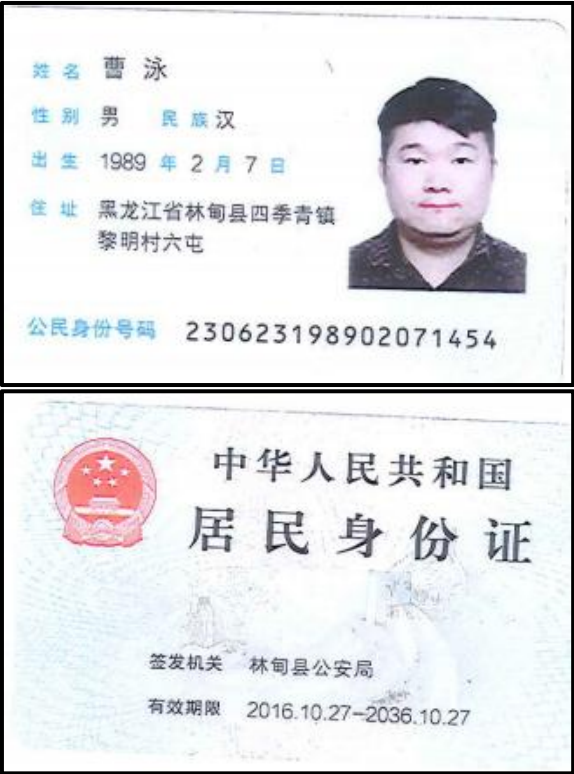 姓名 曹泳
性别 男 民族 汉
出生 1989 年 2 月 7 日
住址 黑龙江省林甸县四季青镇
黎明村六屯
公民身份号码 230623198902071454
中华人民共和国
居民身份证
签发机关 林甸县公安局
有效期限 2016.10.27-2036.10.27